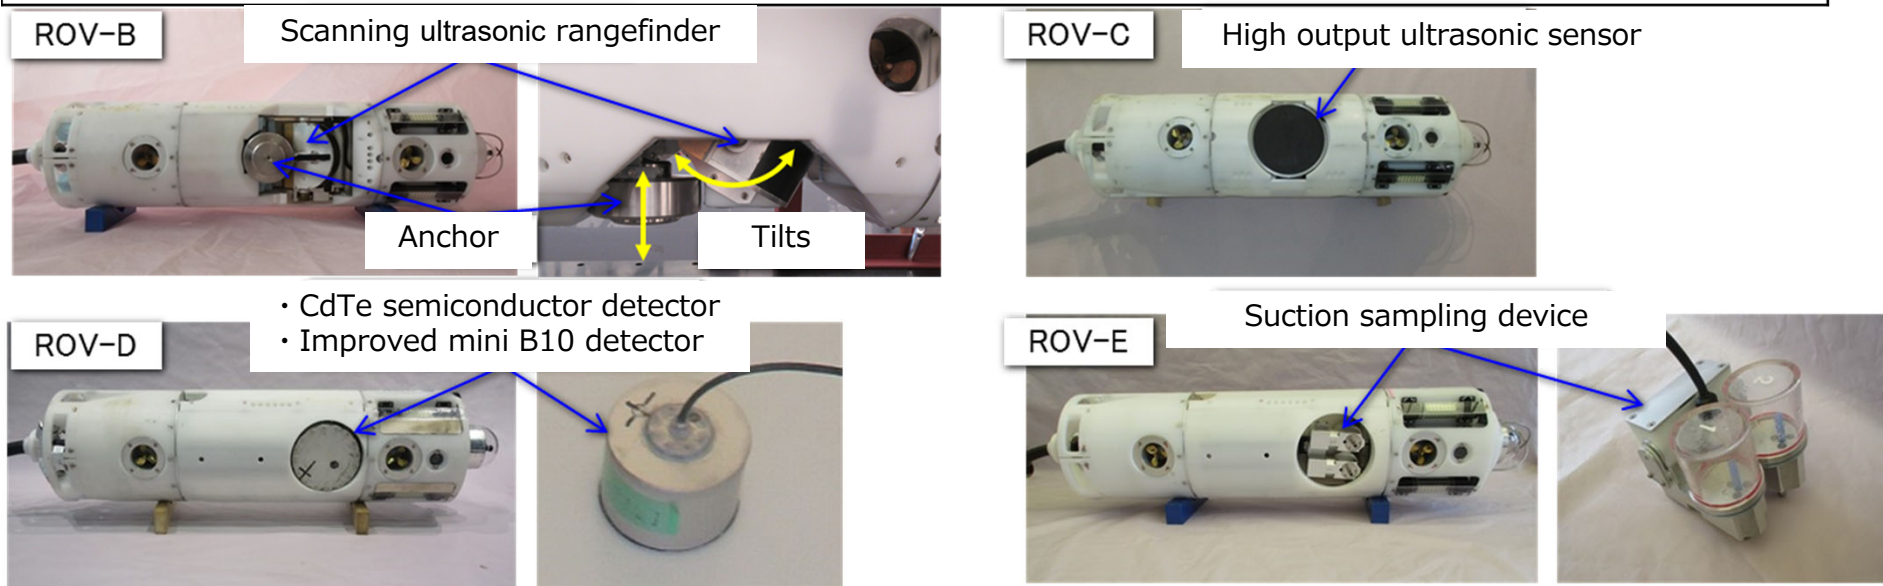 ROV-B
Scanning ultrasonic rangefinder
Anchor
Tilts
ROV-C
High output ultrasonic sensor
ROV-D
・CdTe semiconductor detector
・Improved mini B10 detector
ROV-E
Suction sampling device